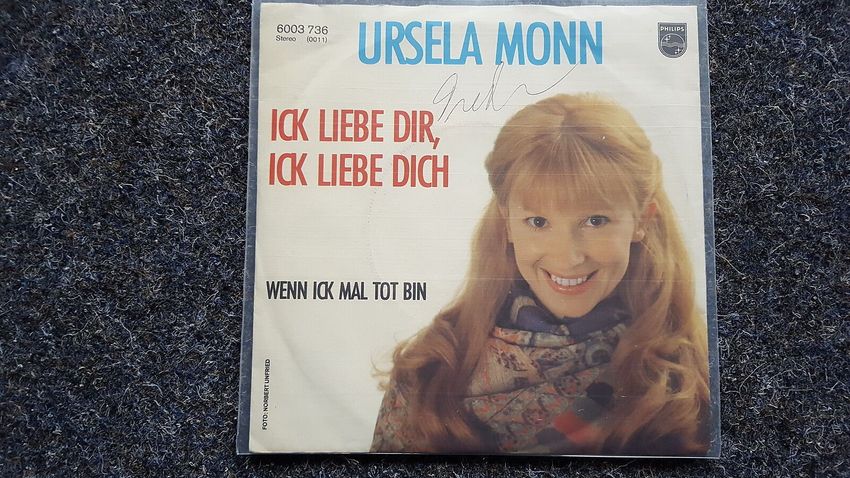 6003 736
Stereo (0011)
URSELA MONN
PHILIPS
ICK LIEBE DIR,
ICK LIEBE DICH
WENN ICK MAL TOT BIN
FOTO: NORBERT UNFRIED